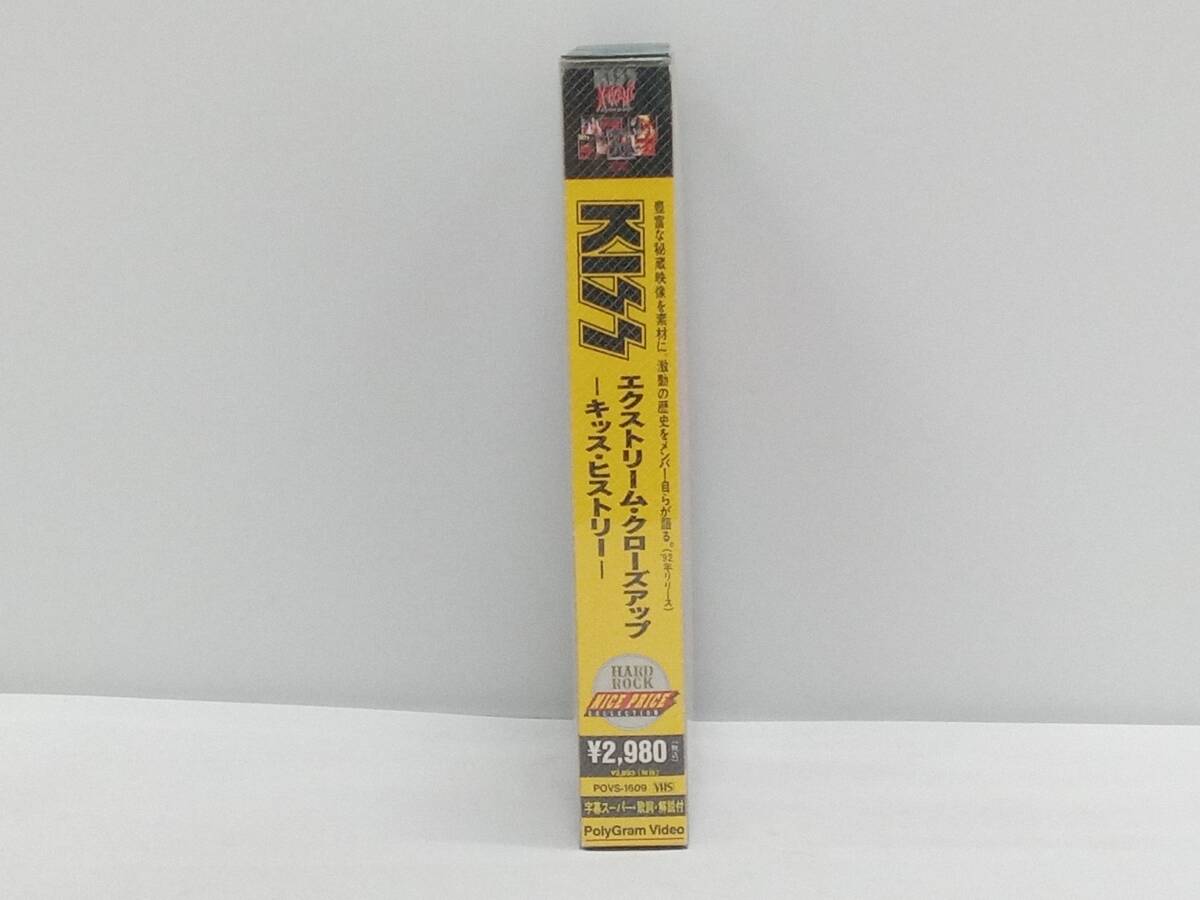 KISS
豊富な秘蔵映像を素材に、激動の歴史をメンバー自らが語る。('92年リリース)
エクストリーム・クローズアップ
—キッス・ヒストリー—
HARD
ROCK
NICE PRICE
COLLECTION
¥2,980(税込)
POVS-1609 VHS
字幕スーパー・歌詞・解説付
PolyGram Video